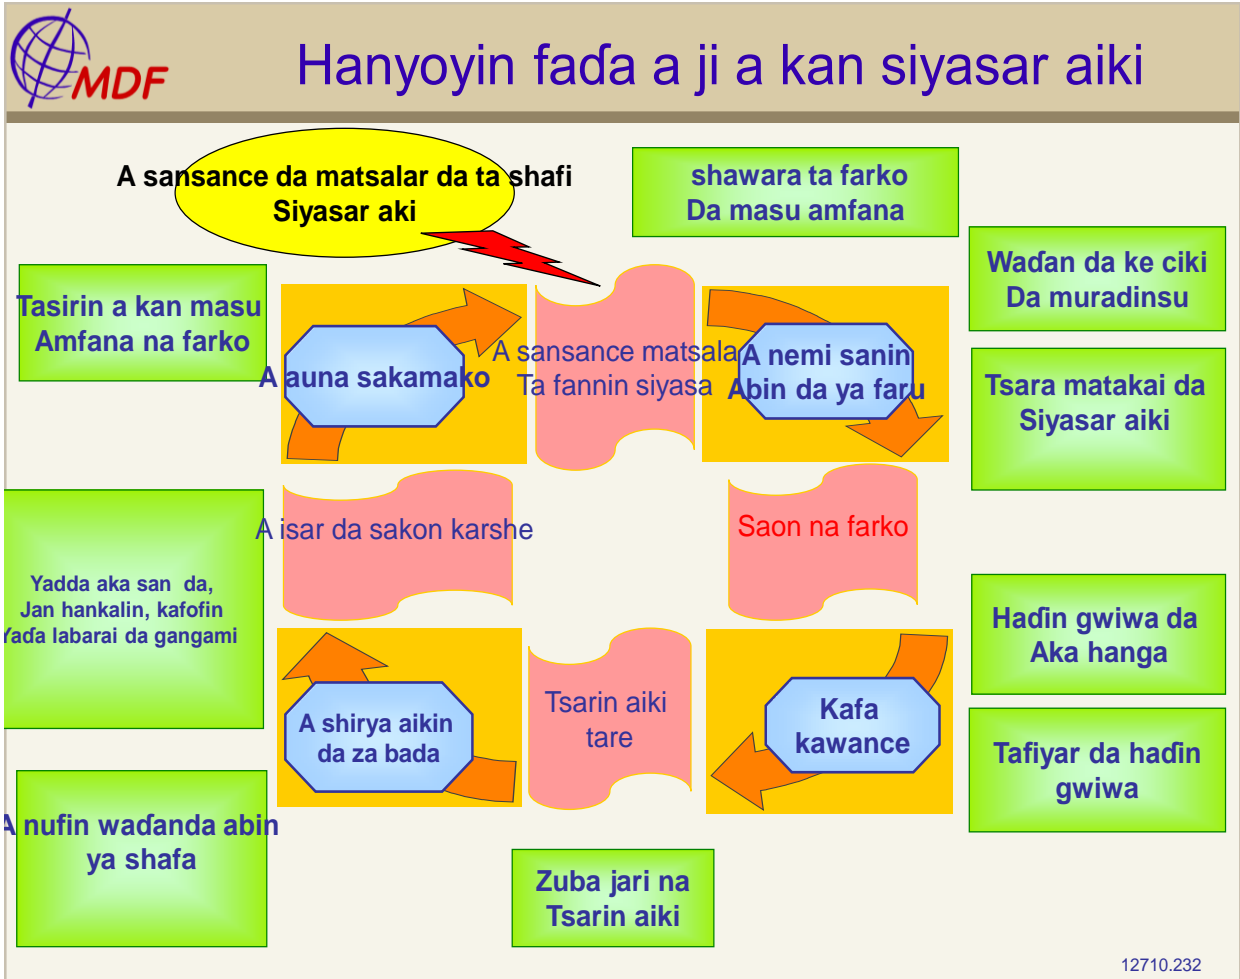 MDF
Hanyoyin faɗa a ji a kan siyasar aiki
A sansance da matsalar da ta shafi
Siyasar aki
shawara ta farko
Da masu amfana
Waɗan da ke ciki
Da muradinsu
Tasirin a kan masu
Amfana na farko
A auna sakamako
A sansance matsala
Ta fannin siyasa
A nemi sanin
Abin da ya faru
Tsara matakai da
Siyasar aiki
A isar da sakon karshe
Saon na farko
Yadda aka san da,
Jan hankalin, kafofin
Yaɗa labarai da gangami
Haɗin gwiwa da
Aka hanga
A shirya aikin
da za bada
Tsarin aiki
tare
Kafa
kawance
Tafiyar da haɗin
gwiwa
A nufin waɗanda abin
ya shafa
Zuba jari na
Tsarin aiki
12710.232